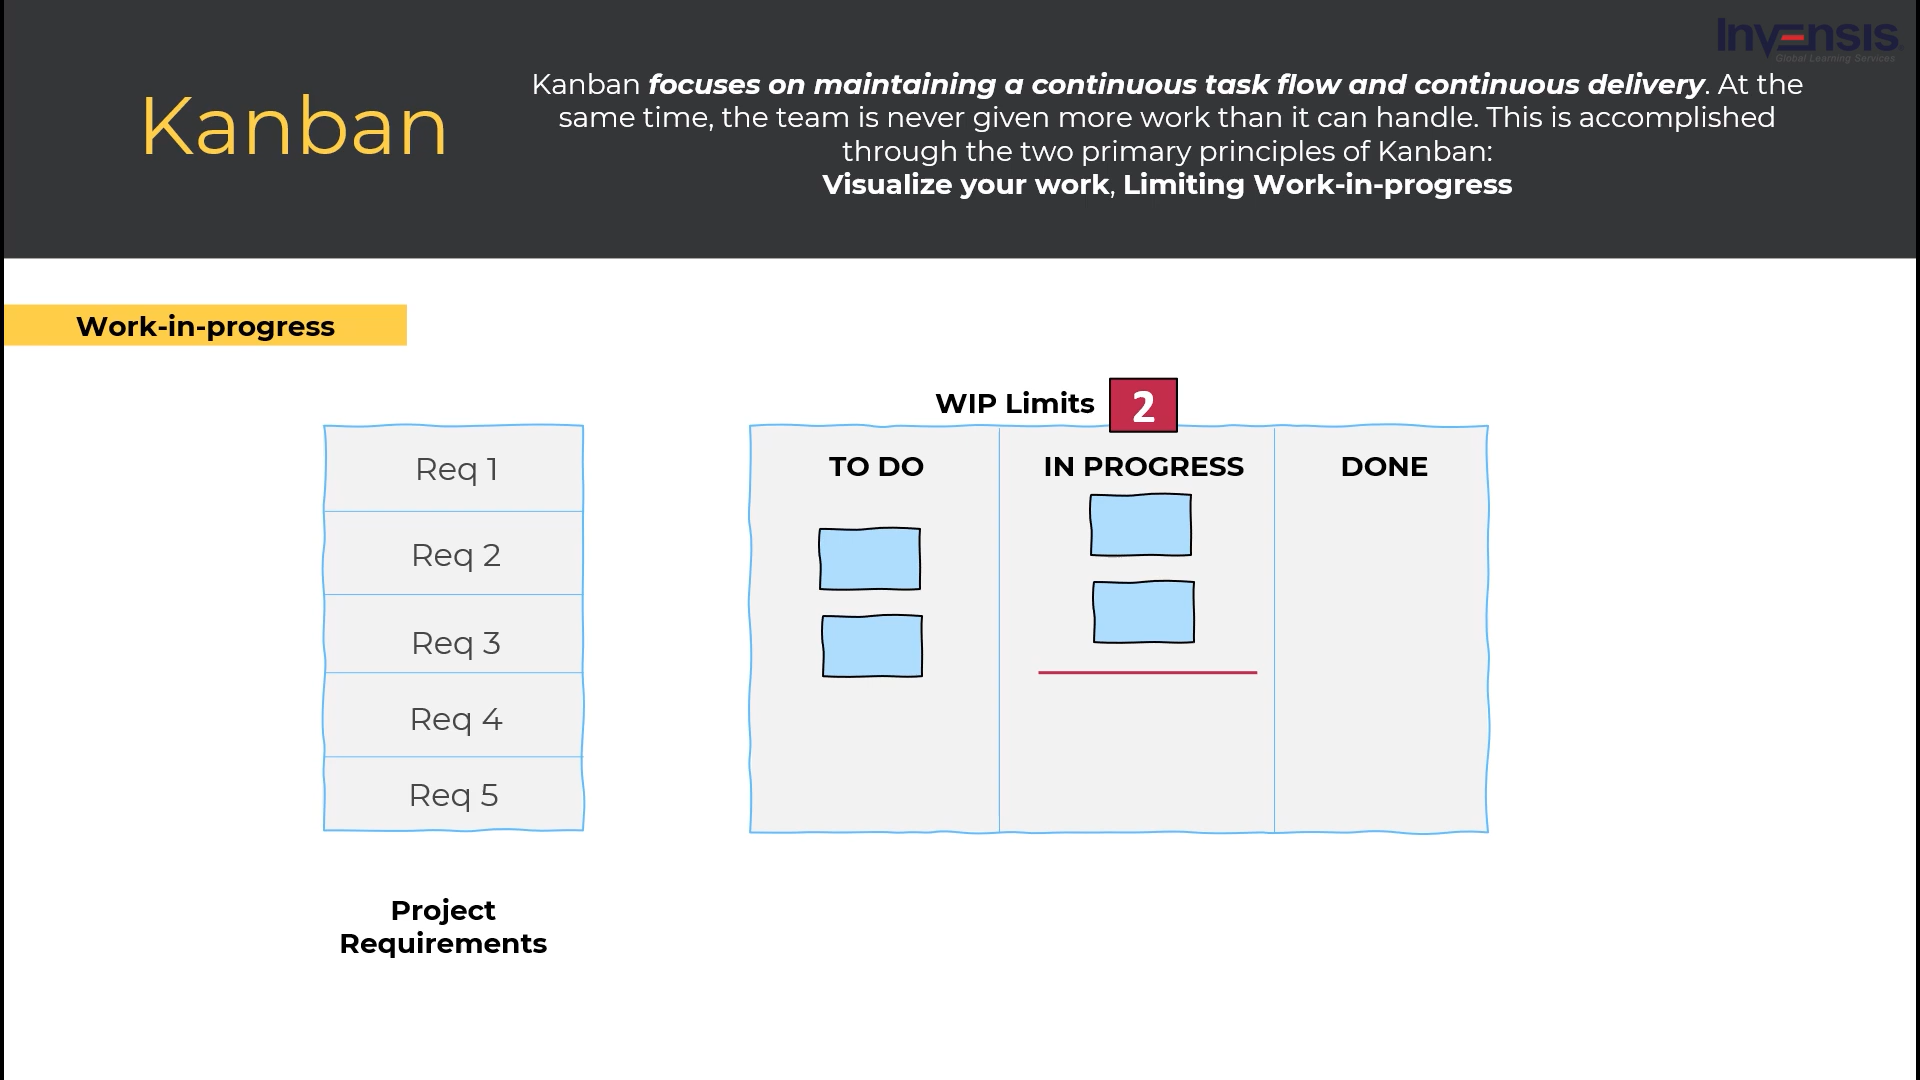 Invensis
Global Learning Services
Kanban
Kanban focuses on maintaining a continuous task flow and continuous delivery. At the
same time, the team is never given more work than it can handle. This is accomplished
through the two primary principles of Kanban:
Visualize your work, Limiting Work-in-progress
Work-in-progress
Req 1
Req 2
Req 3
Req 4
Req 5
Project
Requirements
WIP Limits 2
TO DO
IN PROGRESS
DONE